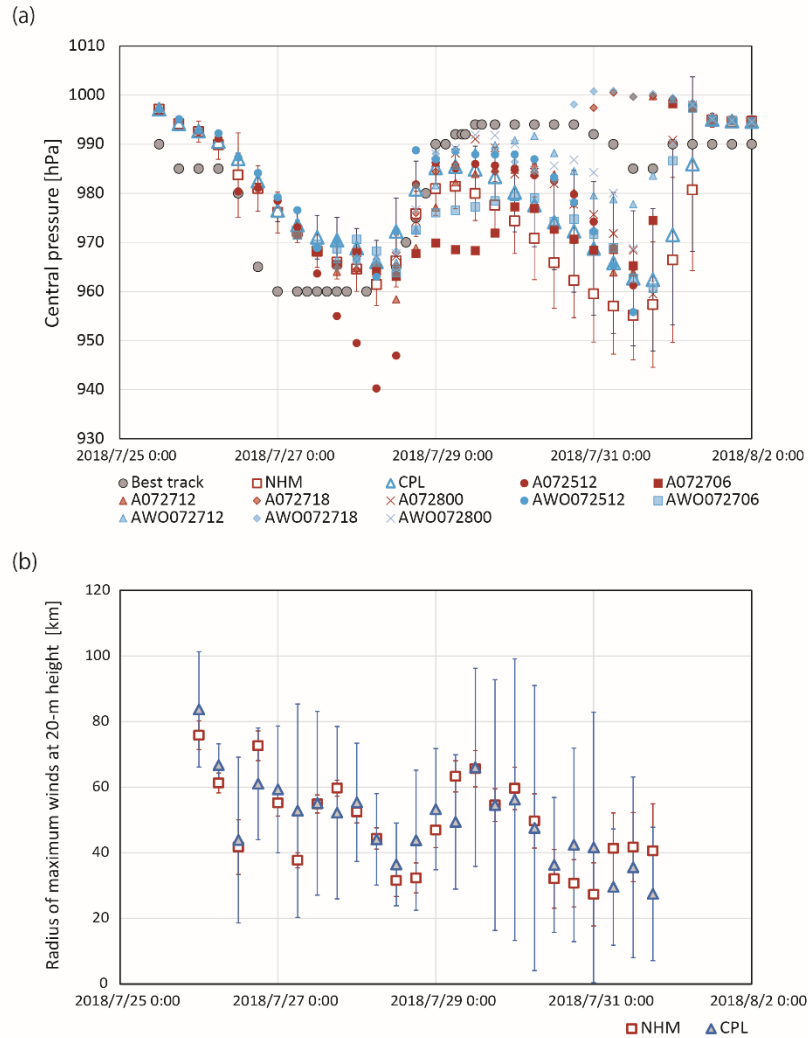 (a)
1010
1000
990
980
970
960
950
940
930
Central pressure [hPa]
2018/7/25 0:00 2018/7/27 0:00 2018/7/29 0:00 2018/7/31 0:00 2018/8/2 0:00
Best track NHM CPL A072512 A072706
A072712 A072718 A072800 AWO072512 AWO072706
AWO072712 AWO072718 AWO072800
(b)
120
100
80
60
40
20
0
Radius of maximum winds at 20-m height [km]
2018/7/25 0:00 2018/7/27 0:00 2018/7/29 0:00 2018/7/31 0:00 2018/8/2 0:00
NHM CPL